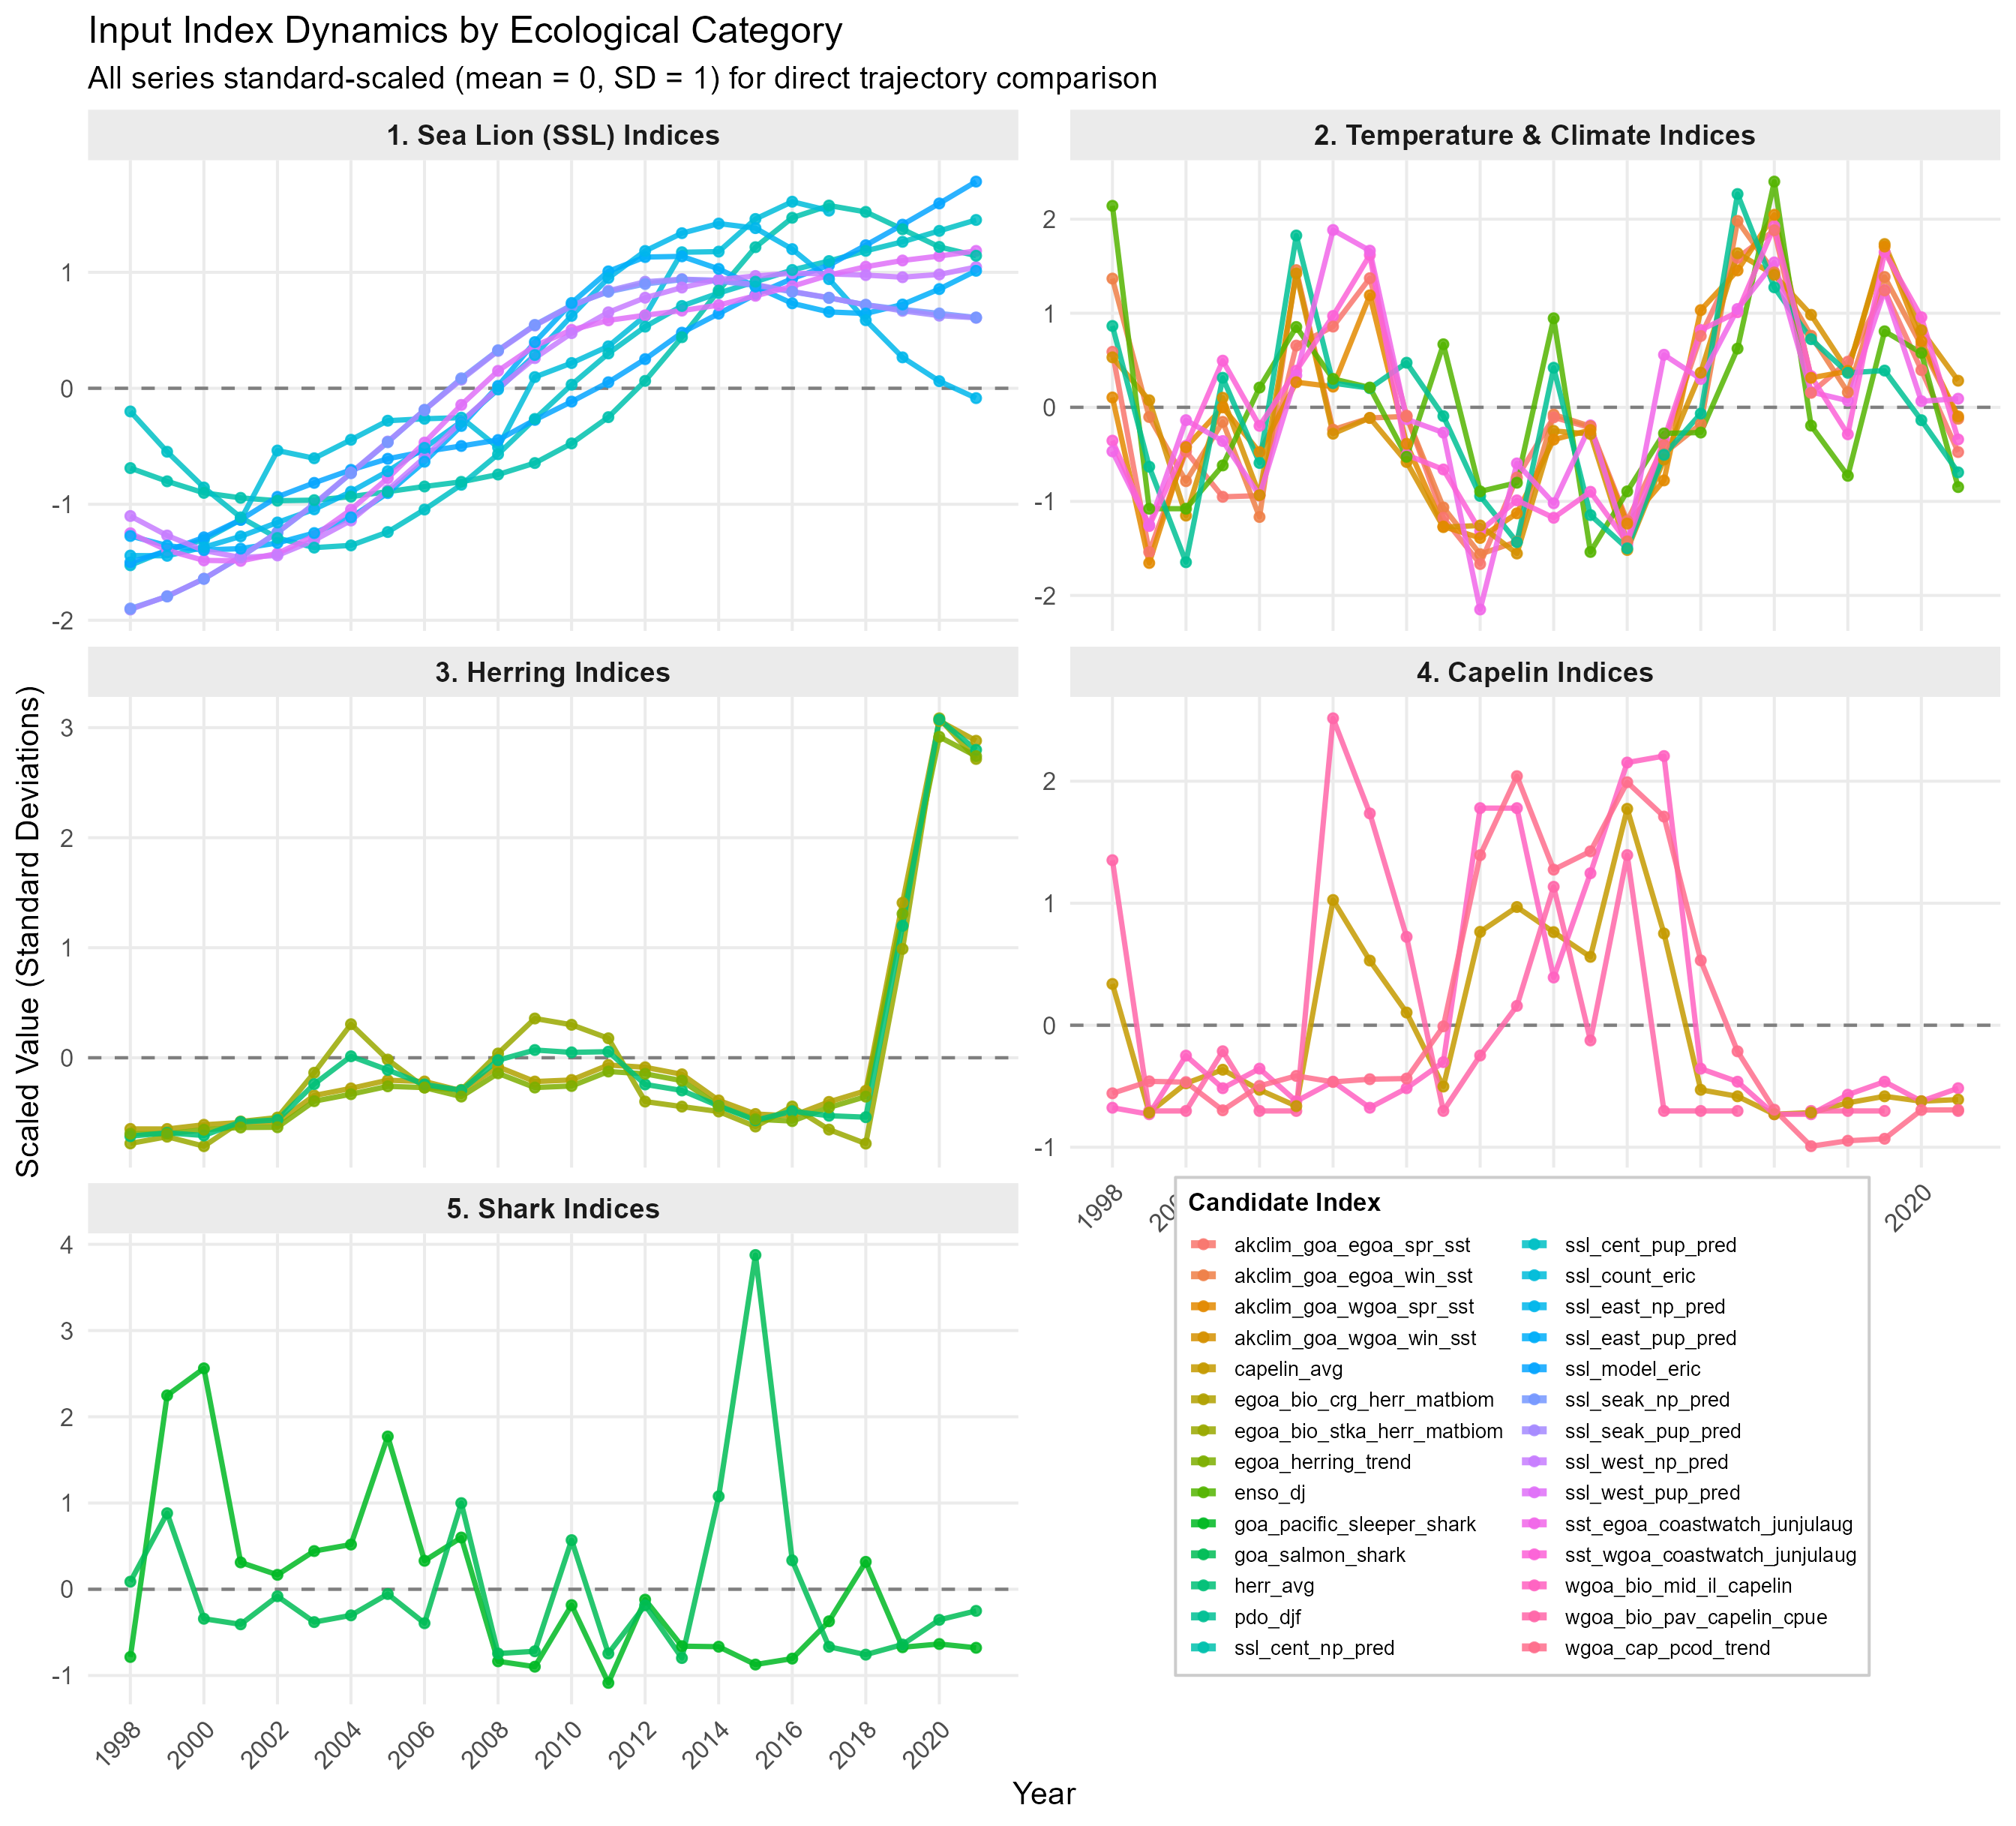 Input Index Dynamics by Ecological Category
All series standard-scaled (mean = 0, SD = 1) for direct trajectory comparison
1. Sea Lion (SSL) Indices
1
0
-1
-2
2. Temperature & Climate Indices
2
1
0
-1
-2
Scaled Value (Standard Deviations)
3. Herring Indices
3
2
1
0
4. Capelin Indices
2
1
0
-1
1998
2020
5. Shark Indices
4
3
2
1
0
-1
1998
2000
2002
2004
2006
2008
2010
2012
2014
2016
2018
2020
Candidate Index
akclim_goa_egoa_spr_sst
akclim_goa_egoa_win_sst
akclim_goa_wgoa_spr_sst
akclim_goa_wgoa_win_sst
capelin_avg
egoa_bio_crg_herr_matbiom
egoa_bio_stka_herr_matbiom
egoa_herring_trend
enso_dj
goa_pacific_sleeper_shark
goa_salmon_shark
herr_avg
pdo_djf
ssl_cent_np_pred
ssl_cent_pup_pred
ssl_count_eric
ssl_east_np_pred
ssl_east_pup_pred
ssl_model_eric
ssl_seak_np_pred
ssl_seak_pup_pred
ssl_west_np_pred
ssl_west_pup_pred
sst_egoa_coastwatch_junjulaug
sst_wgoa_coastwatch_junjulaug
wgoa_bio_mid_il_capelin
wgoa_bio_pav_capelin_cpue
wgoa_cap_pcod_trend
Year